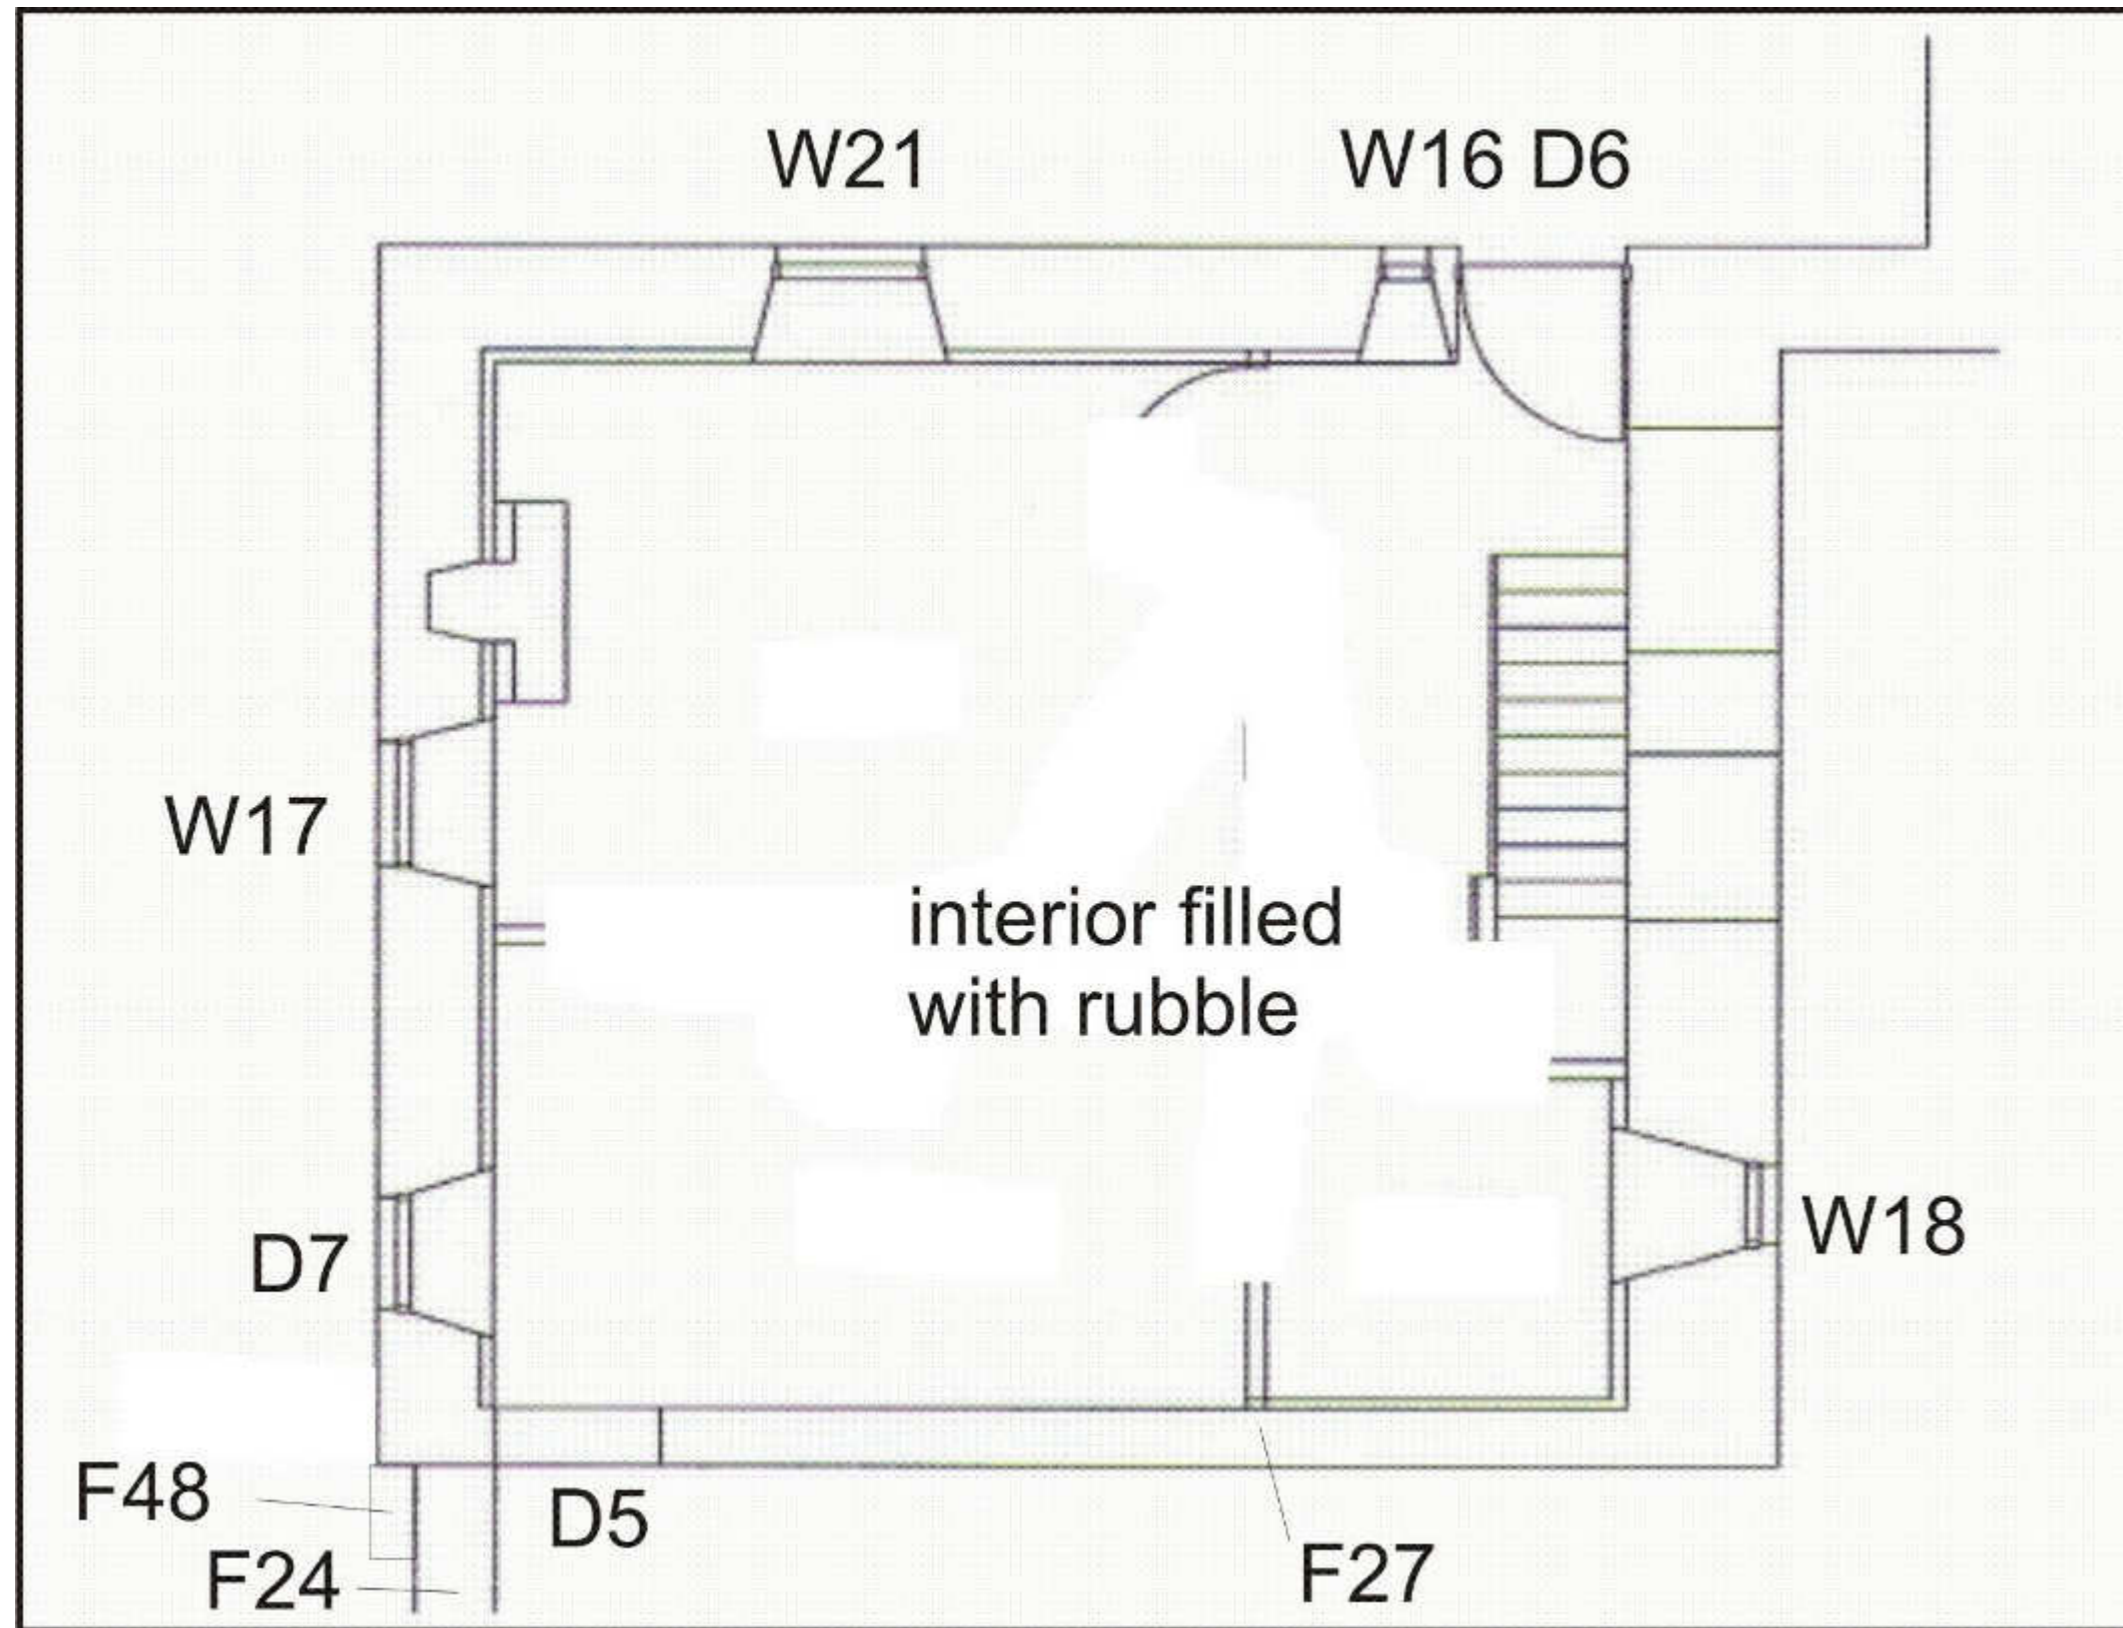 W21
W16 D6
W17
interior filled
with rubble
W18
D7
F48
D5
F24
F27